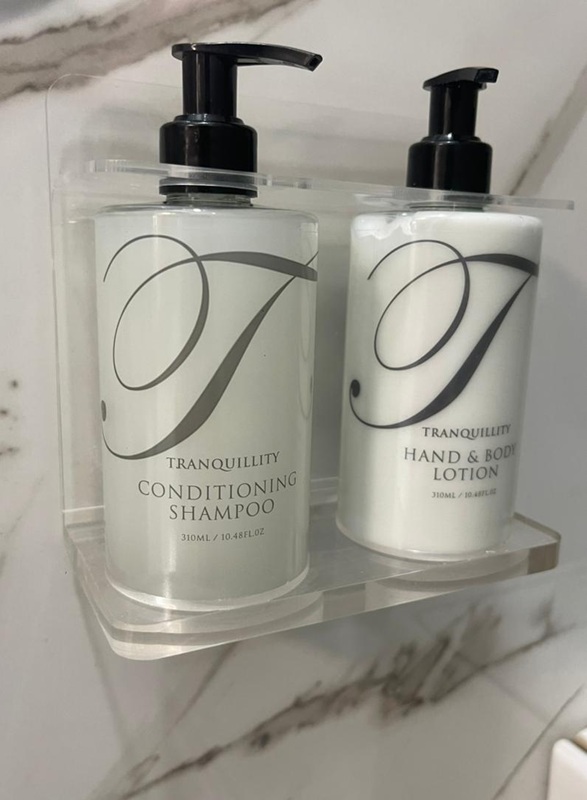 T
TRANQUILLITY
CONDITIONING
SHAMPOO
310ML / 10.48FL.OZ
T
TRANQUILLITY
HAND & BODY
LOTION
310ML / 10.48FL.OZ